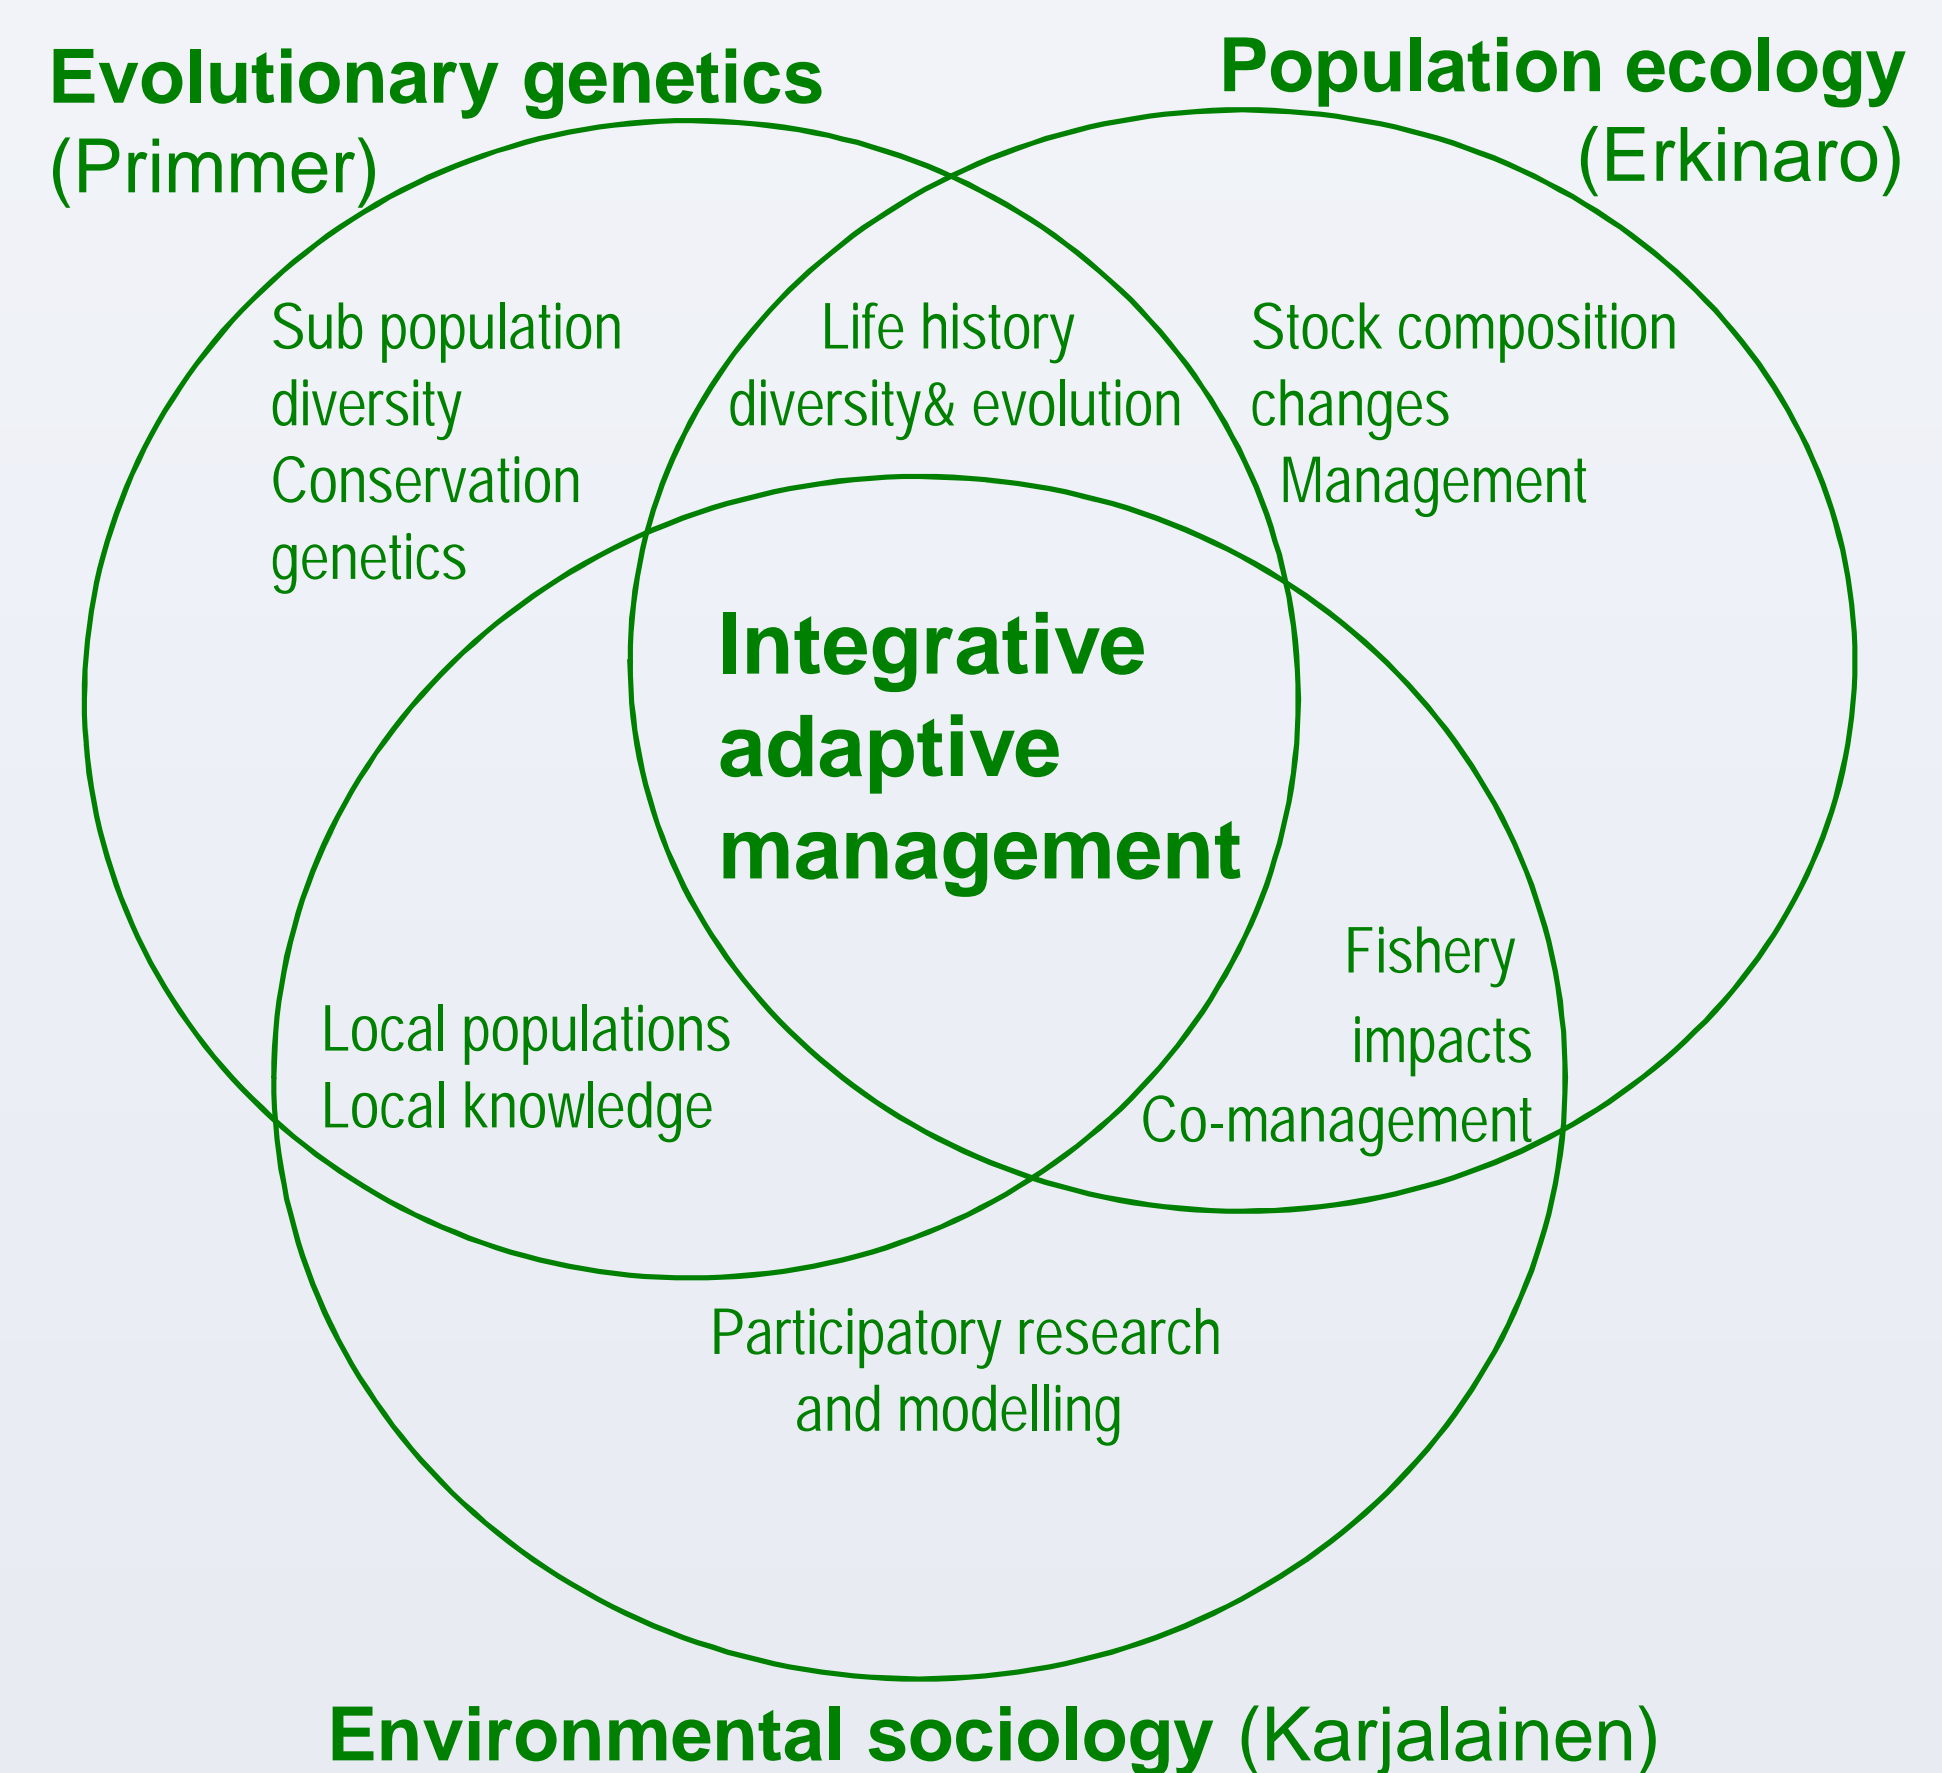 Evolutionary genetics
(Primmer)
Population ecology
(Erkinaro)
Sub population
diversity
Conservation
genetics
Life history
diversity& evolution
Stock composition
changes
Management
Integrative
adaptive
management
Local populations
Local knowledge
Fishery
impacts
Co-management
Participatory research
and modelling
Environmental sociology (Karjalainen)